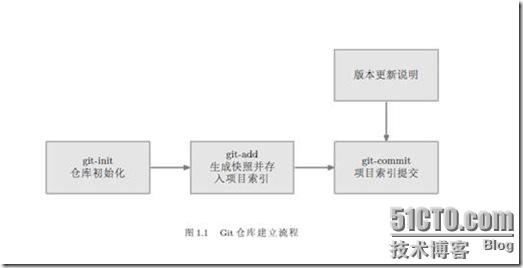 版本更新说明
git-init
仓库初始化
git-add
生成快照并存
入项目索引
git-commit
项目索引提交
图 1.1 Git 仓库建立流程
51CTO.com
技术博客 Blog